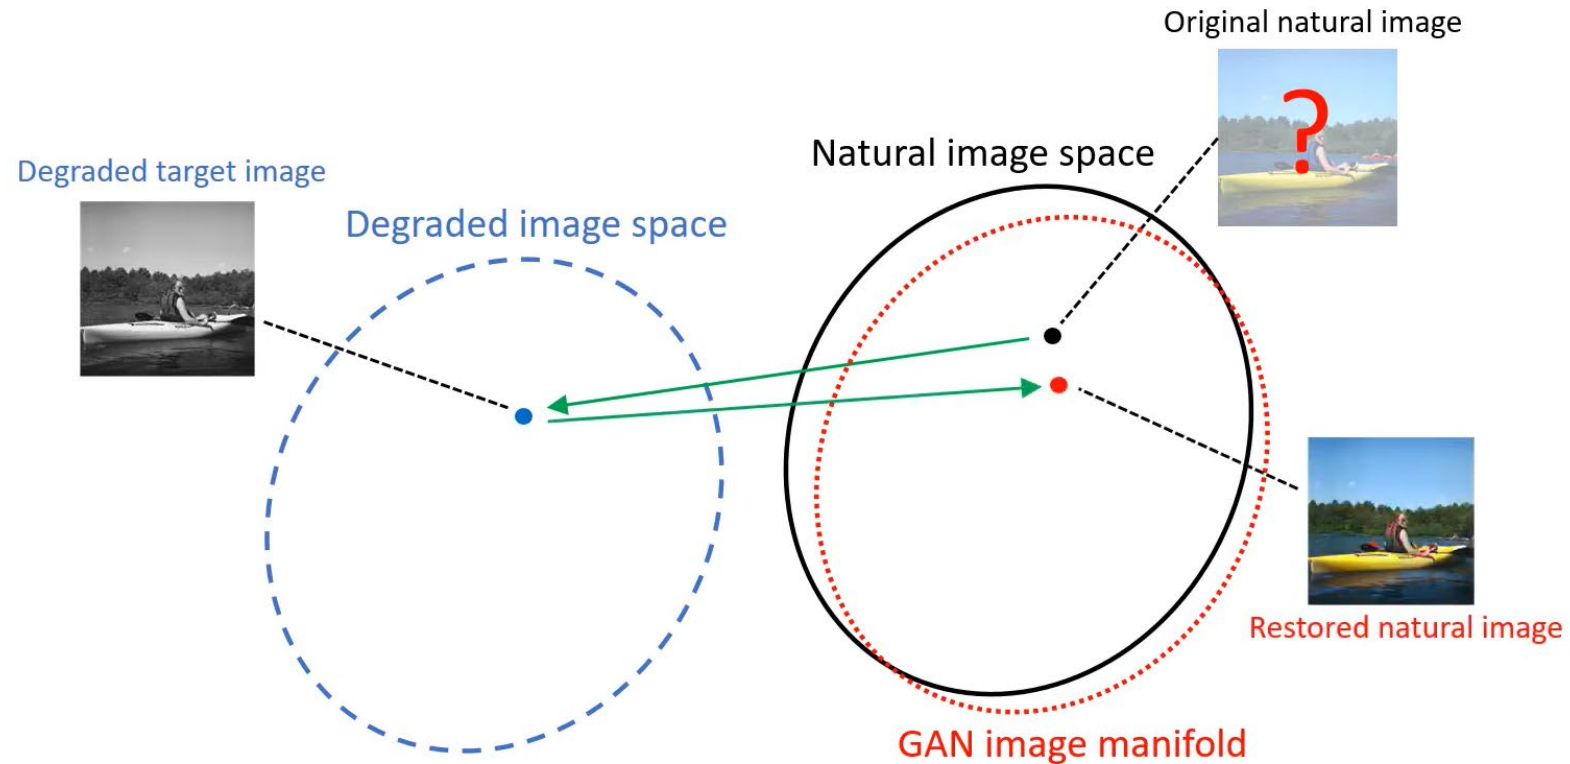 Original natural image
?
Natural image space
Degraded target image
Degraded image space
Restored natural image
GAN image manifold